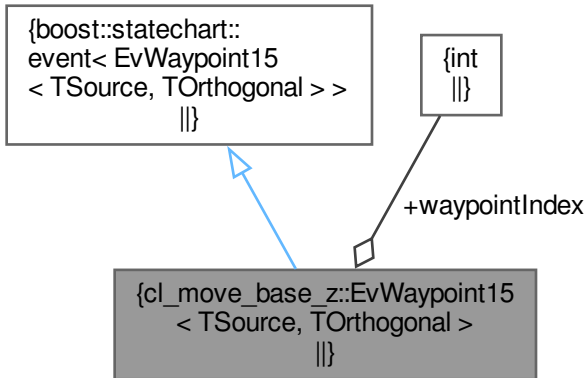 {boost::statechart::
event< EvWaypoint15
< TSource, TOrthogonal > >
||}
{int
||}
+waypointIndex
{cl_move_base_z::EvWaypoint15
< TSource, TOrthogonal >
||}